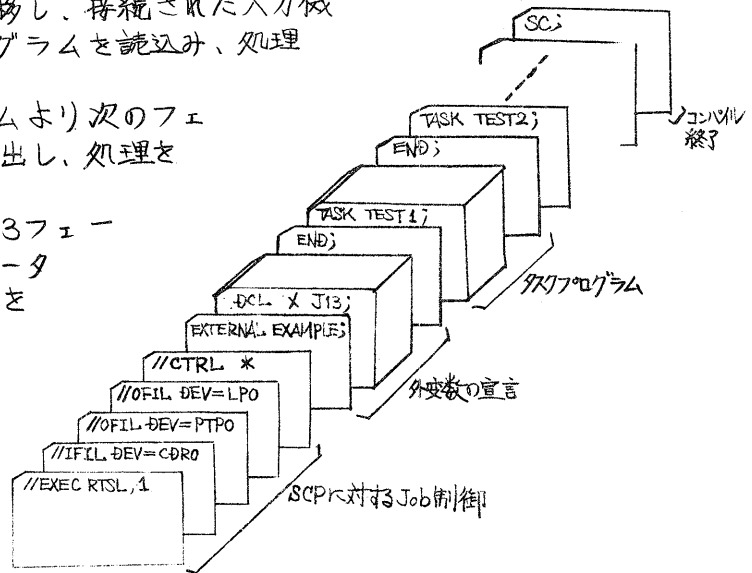 移し、接続された入力機
グラムを読込み、処理
ムより次のフェ
出し、処理を
3フェー
ータ
を
SC;
コンパイル
終了
TASK TEST2;
END;
TASK TEST1;
END;
タスクプログラム
DCL X J13;
EXTERNAL EXAMPLE;
外変数の宣言
//CTRL *
//OFIL DEV=LP0
//OFIL DEV=PTP0
//IFIL DEV=CDR0
//EXEC RTSL,1
SCPに対するJob制御